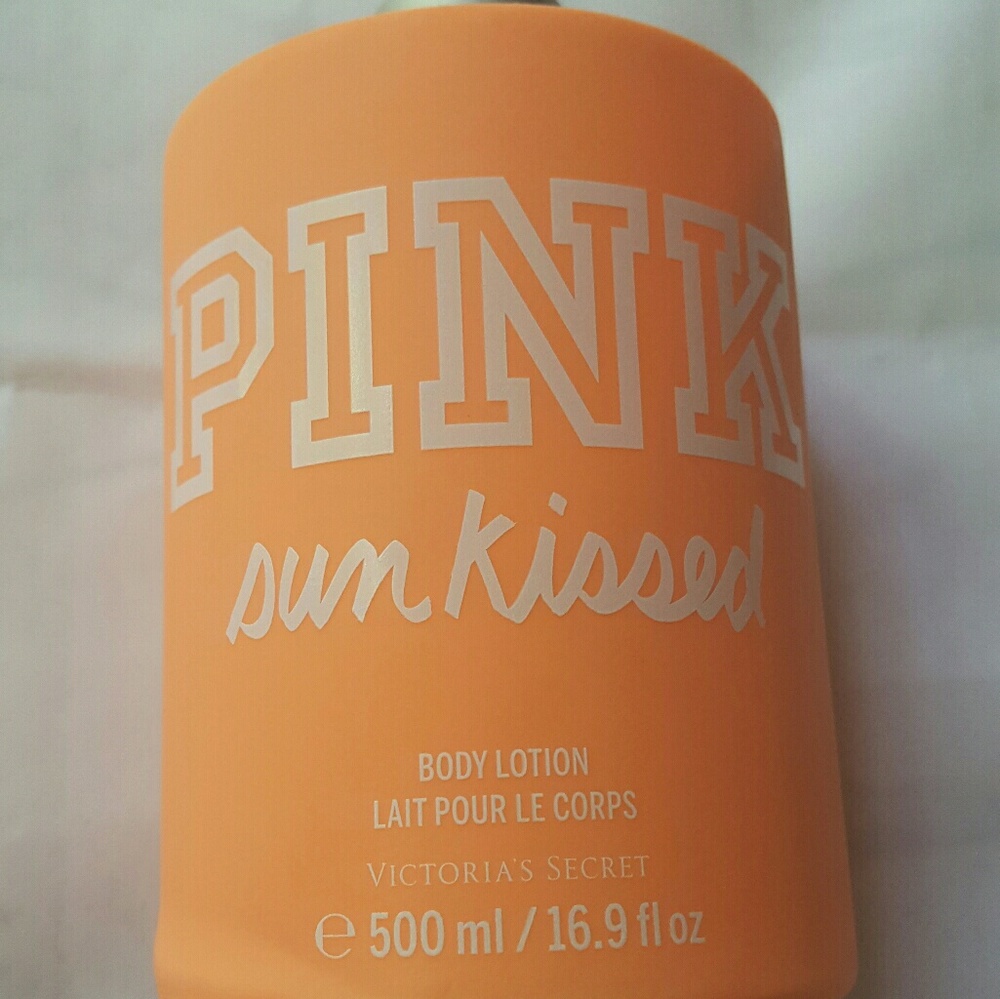 PINK
sun kissed
BODY LOTION
LAIT POUR LE CORPS
VICTORIA'S SECRET
℮ 500 ml / 16.9 fl oz